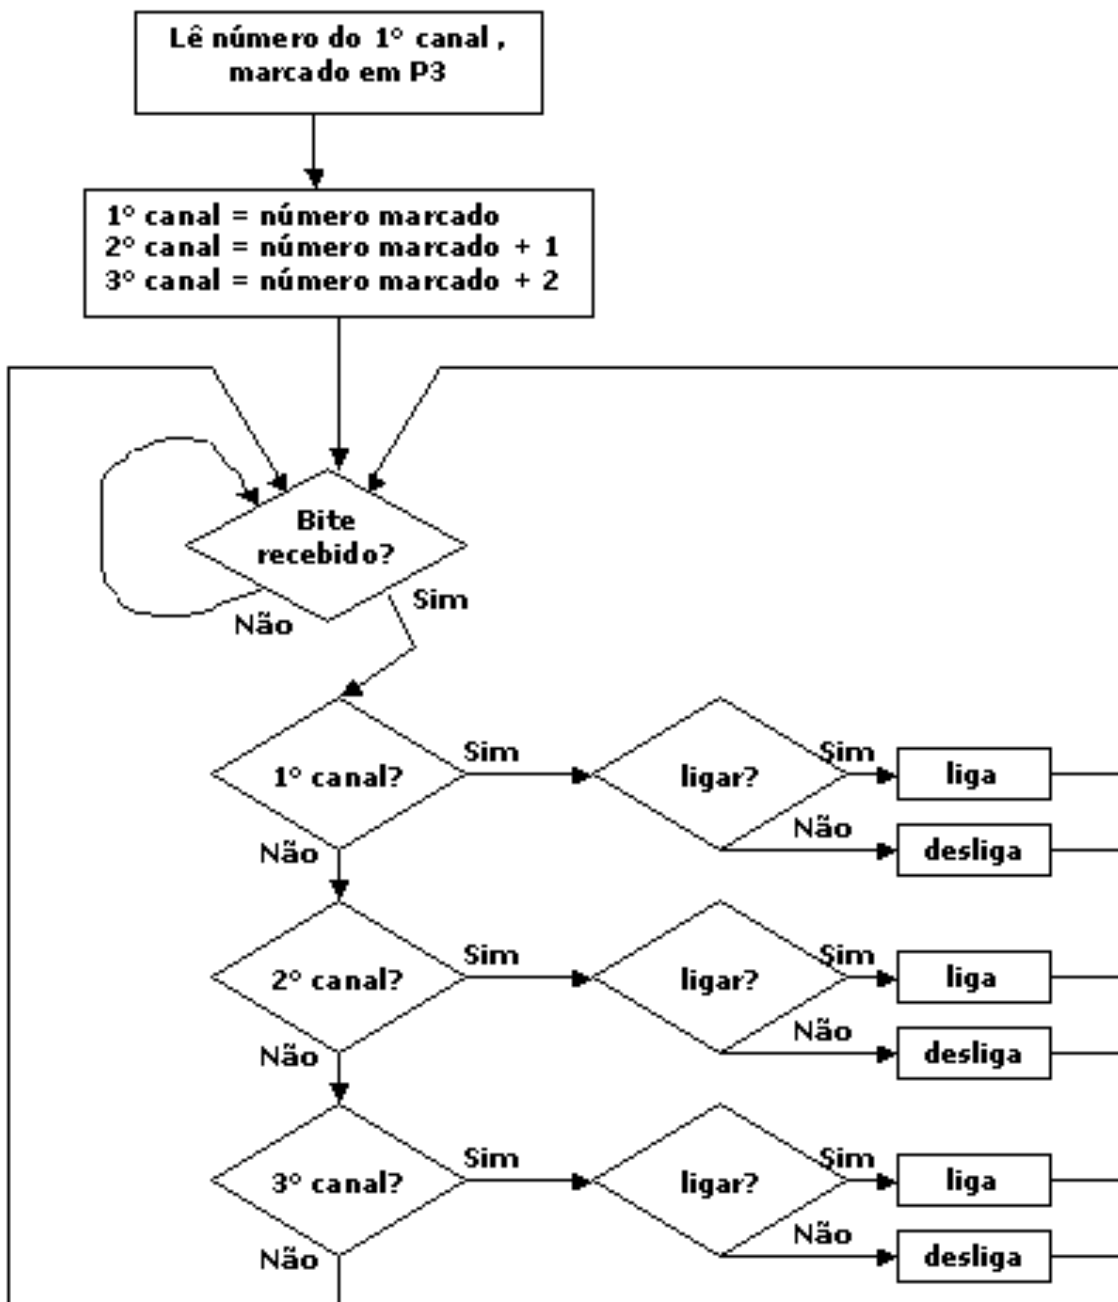 Lê número do 1° canal ,
marcado em P3
1° canal = número marcado
2° canal = número marcado + 1
3° canal = número marcado + 2
Bite
recebido?
Sim
Não
1° canal?
Sim
ligar?
Sim
liga
Não
desliga
Não
2° canal?
Sim
ligar?
Sim
liga
Não
desliga
Não
3° canal?
Sim
ligar?
Sim
liga
Não
desliga
Não